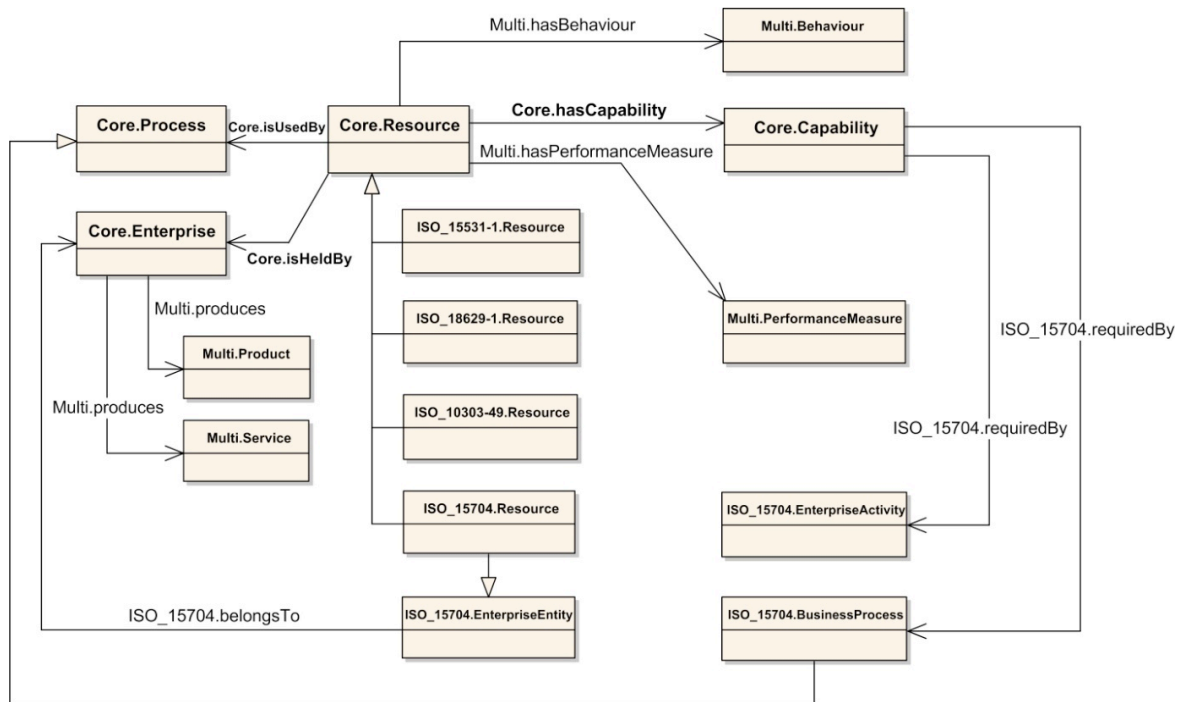 Multi.hasBehaviour
Multi.Behaviour
Core.Process
Core.isUsedBy
Core.Resource
Core.hasCapability
Core.Capability
Multi.hasPerformanceMeasure
Core.Enterprise
Core.isHeldBy
ISO_15531-1.Resource
Multi.produces
ISO_18629-1.Resource
Multi.PerformanceMeasure
ISO_15704.requiredBy
Multi.Product
Multi.produces
ISO_10303-49.Resource
ISO_15704.requiredBy
Multi.Service
ISO_15704.Resource
ISO_15704.EnterpriseActivity
ISO_15704.belongsTo
ISO_15704.EnterpriseEntity
ISO_15704.BusinessProcess